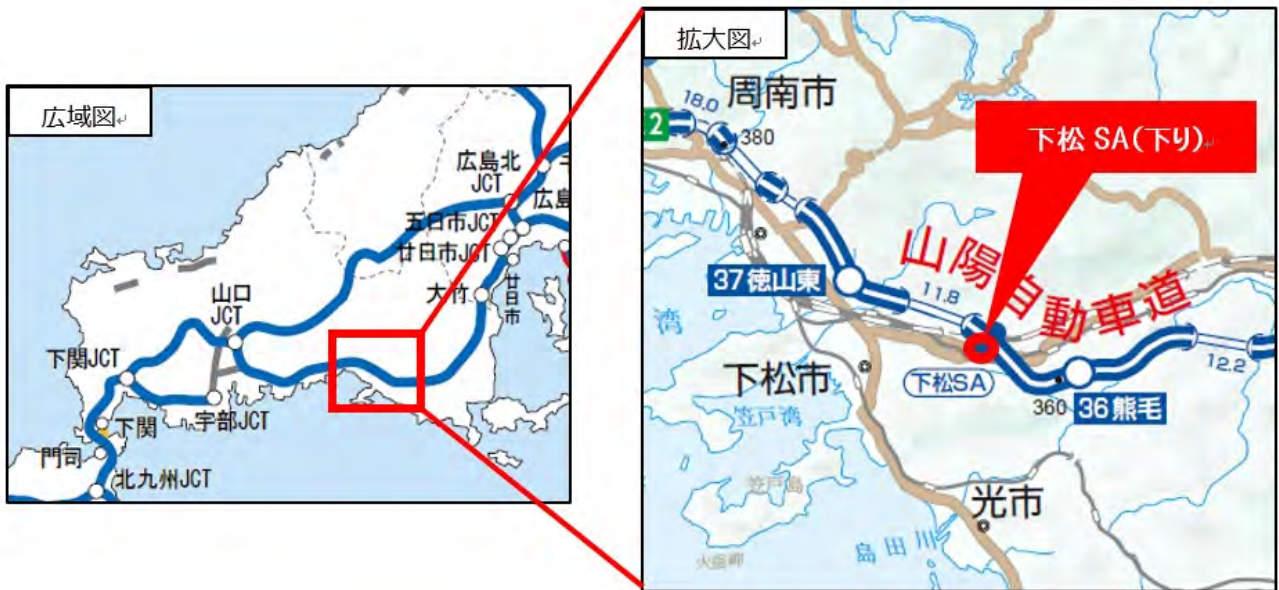 広域図
広島北
JCT
広島
五日市JCT
廿日市JCT
廿日市
大竹
山口
JCT
下関JCT
宇部JCT
下関
門司
北九州JCT
拡大図
周南市
18.0
2
380
下松 SA(下り)
山陽自動車道
37 徳山東
11.8
湾
下松市
下松SA
12.2
360
36 熊毛
笠戸湾
笠戸島
光市
島田川
火振岬